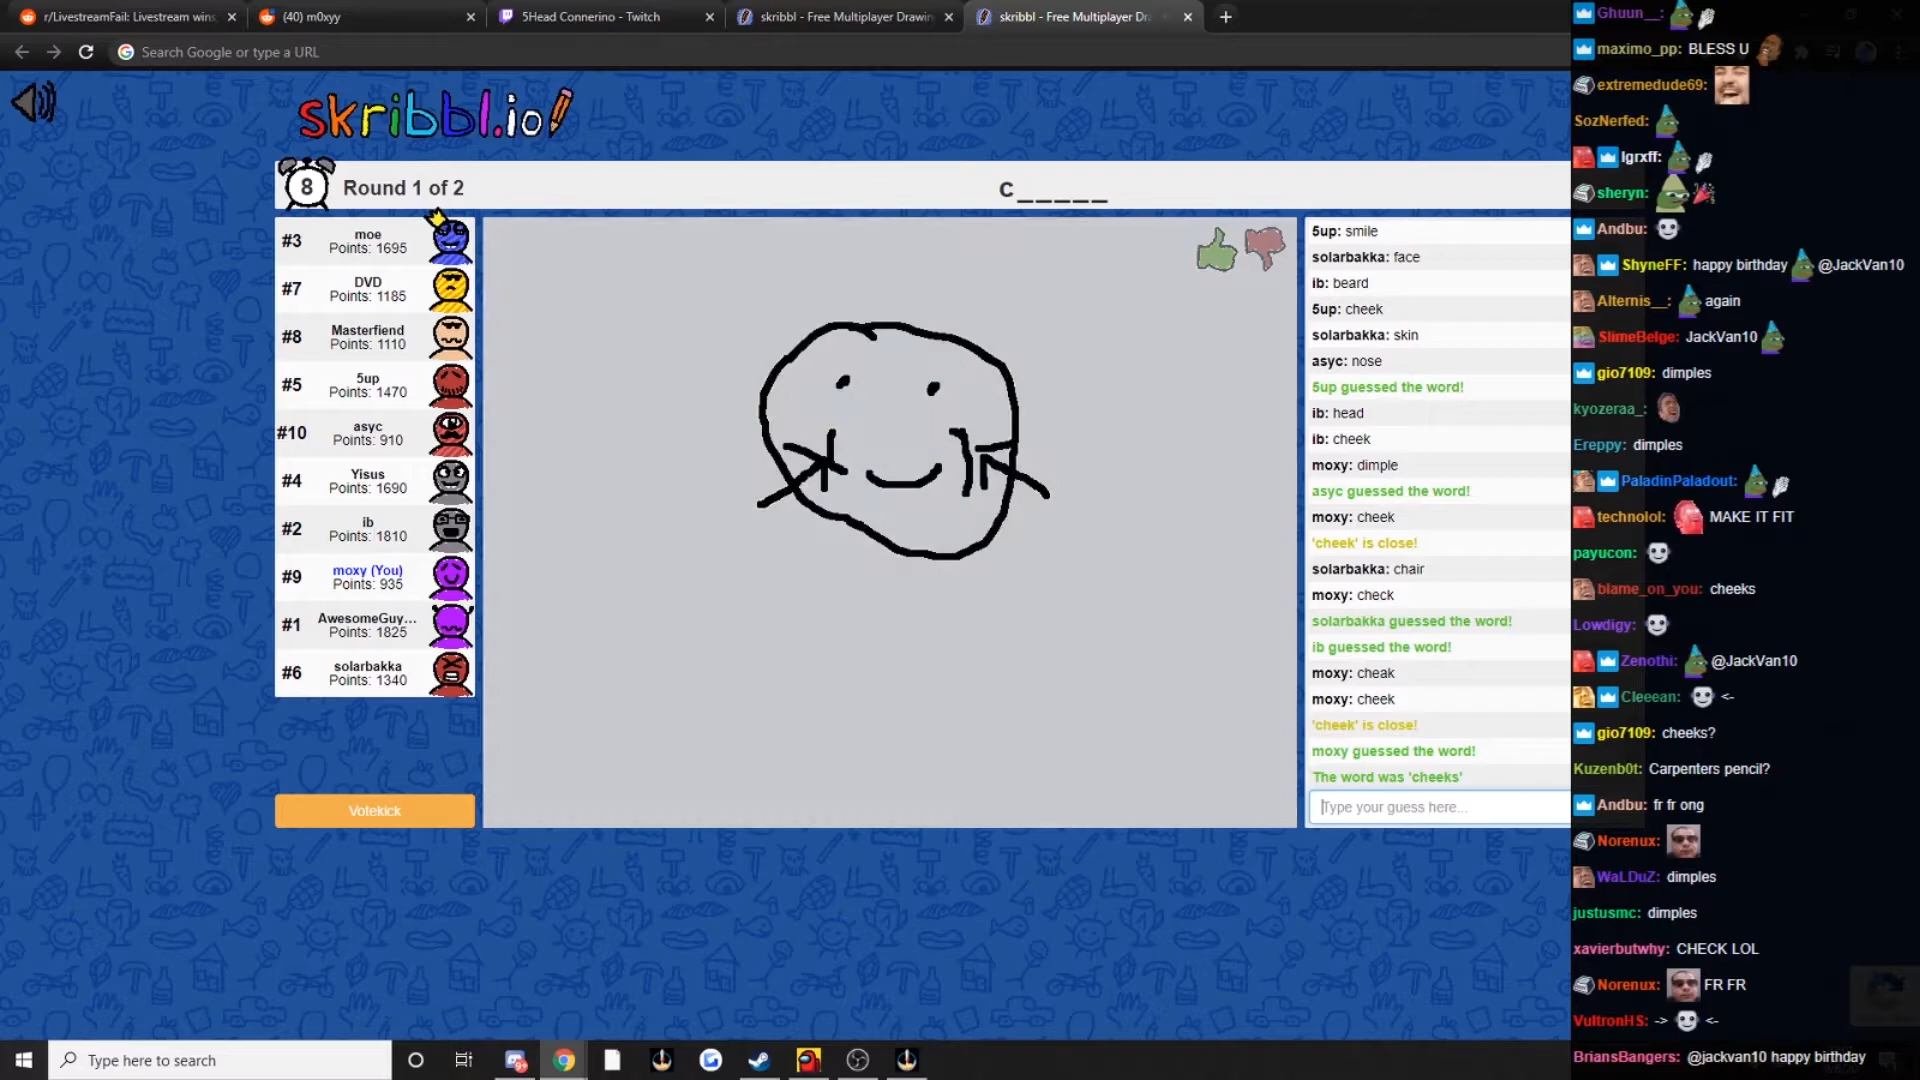 r/LivestreamFail: Livestream wins,
(40) m0xyy
5Head Connerino - Twitch
skribbl - Free Multiplayer Drawin
skribbl - Free Multiplayer Dra
Search Google or type a URL
skribbl.io
8
Round 1 of 2
c_____
#3
moe
Points: 1695
#7
DVD
Points: 1185
#8
Masterfiend
Points: 1110
#5
5up
Points: 1470
#10
asyc
Points: 910
#4
Yisus
Points: 1690
#2
ib
Points: 1810
#9
moxy (You)
Points: 935
#1
AwesomeGuy...
Points: 1825
#6
solarbakka
Points: 1340
Votekick
5up: smile
solarbakka: face
ib: beard
5up: cheek
solarbakka: skin
asyc: nose
5up guessed the word!
ib: head
ib: cheek
moxy: dimple
asyc guessed the word!
moxy: cheek
'cheek' is close!
solarbakka: chair
moxy: check
solarbakka guessed the word!
ib guessed the word!
moxy: cheak
moxy: cheek
'cheek' is close!
moxy guessed the word!
The word was 'cheeks'
Type your guess here...
Ghuun__:
maximo_pp: BLESS U
extremedude69:
SozNerfed:
lgrxff:
sheryn:
Andbu:
ShyneFF: happy birthday @JackVan10
Alternis__: again
SlimeBelge: JackVan10
gio7109: dimples
kyozeraa_:
Ereppy: dimples
PaladinPaladout:
technolol: MAKE IT FIT
payucon:
blame_on_you: cheeks
Lowdigy:
Zenothi: @JackVan10
Cleeean: <-
gio7109: cheeks?
Kuzenb0t: Carpenters pencil?
Andbu: fr fr ong
Norenux:
WaLDuZ: dimples
justusmc: dimples
xavierbutwhy: CHECK LOL
Norenux: FR FR
VultronHS: -> <-
BriansBangers: @jackvan10 happy birthday
Type here to search